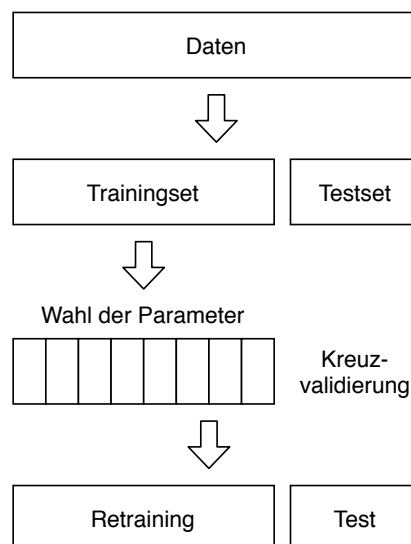 Daten
Trainingset
Testset
Wahl der Parameter
Kreuz-
validierung
Retraining
Test